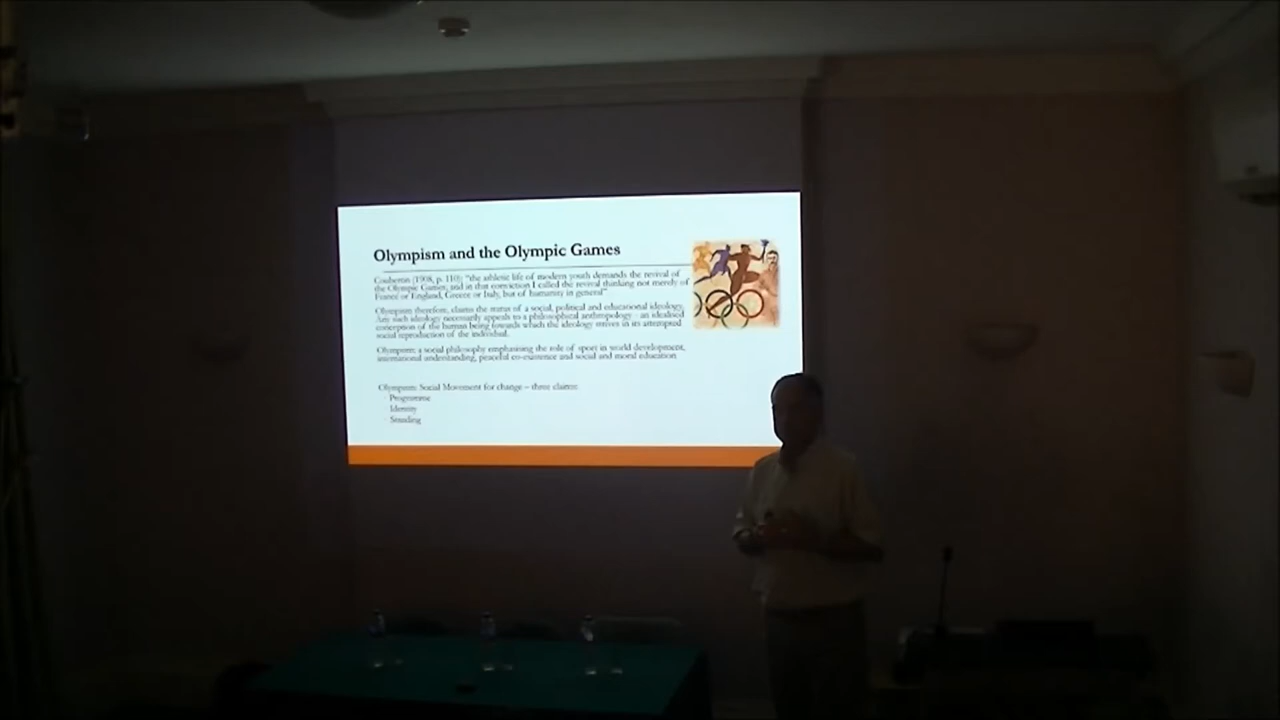 Olympism and the Olympic Games
Coubertin (1908, p. 110) "the athletic life of modern youth demands the revival of
the Olympic Games, and in that conviction I called the revival thinking not merely of
France or England, Greece or Italy, but of humanity in general"
Olympism therefore, claims the status of a social, political and educational ideology.
Any such ideology necessarily appeals to a philosophical anthropology - an idealised
conception of the human being towards which the ideology strives in its attempted
social reproduction of the individual.
Olympism: a social philosophy emphasising the role of sport in world development,
international understanding, peaceful co-existence and social and moral education
Olympism: Social Movement for change – three claims:
Programme
Identity
Standing